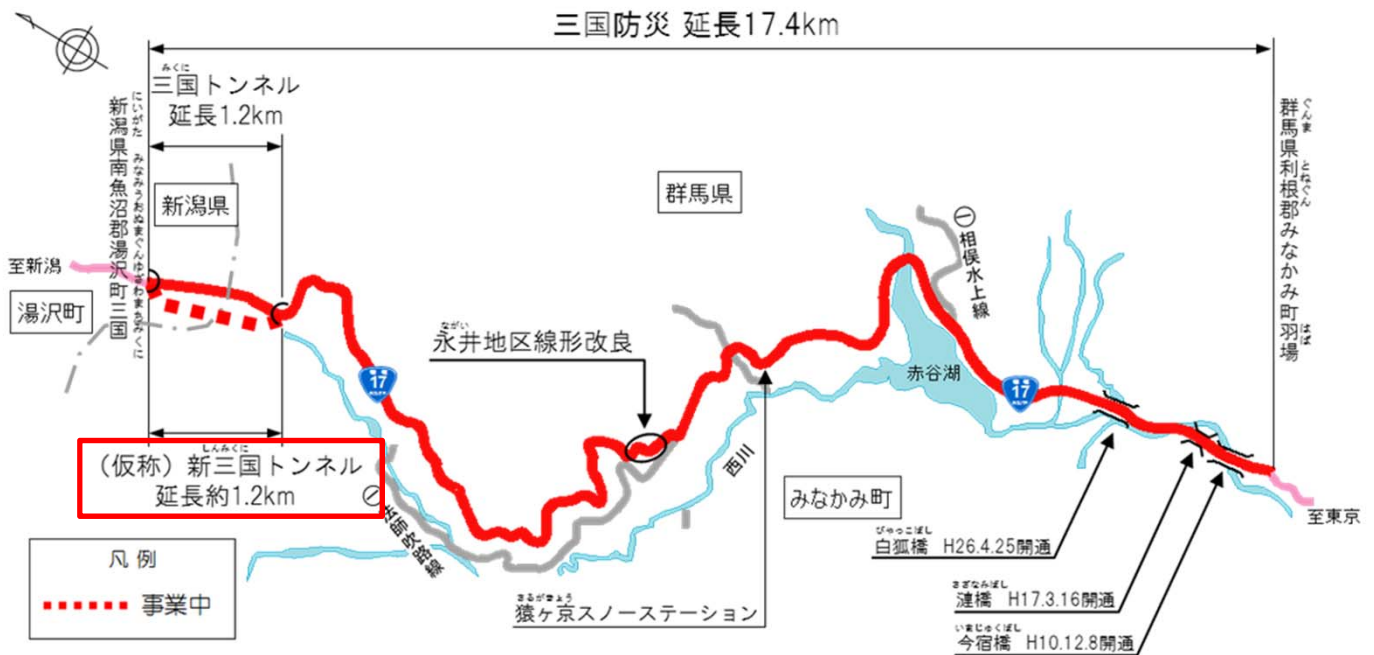 三国防災 延長17.4km
みくに
三国トンネル
延長1.2km
にいがた みなみうおぬまぐんゆざわまちみくに
新潟県南魚沼郡湯沢町三国
新潟県
群馬県
ぐんま とねぐん はば
群馬県利根郡みなかみ町羽場
至新潟
湯沢町
17
ながい
永井地区線形改良
㊀相俣水上線
赤谷湖
17
西川
みなかみ町
しんみくに
（仮称）新三国トンネル
延長約1.2km
法師吹路線
凡 例
事業中
さるがきょう
猿ヶ京スノーステーション
びゃっこばし
白狐橋 H26.4.25開通
さざなみばし
漣橋 H17.3.16開通
いまじゅくばし
今宿橋 H10.12.8開通
至東京